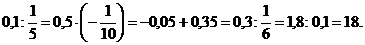 0,1 : 1/5 = 0,5 · (−1/10) = −0,05 + 0,35 = 0,3 : 1/6 = 1,8 : 0,1 = 18.